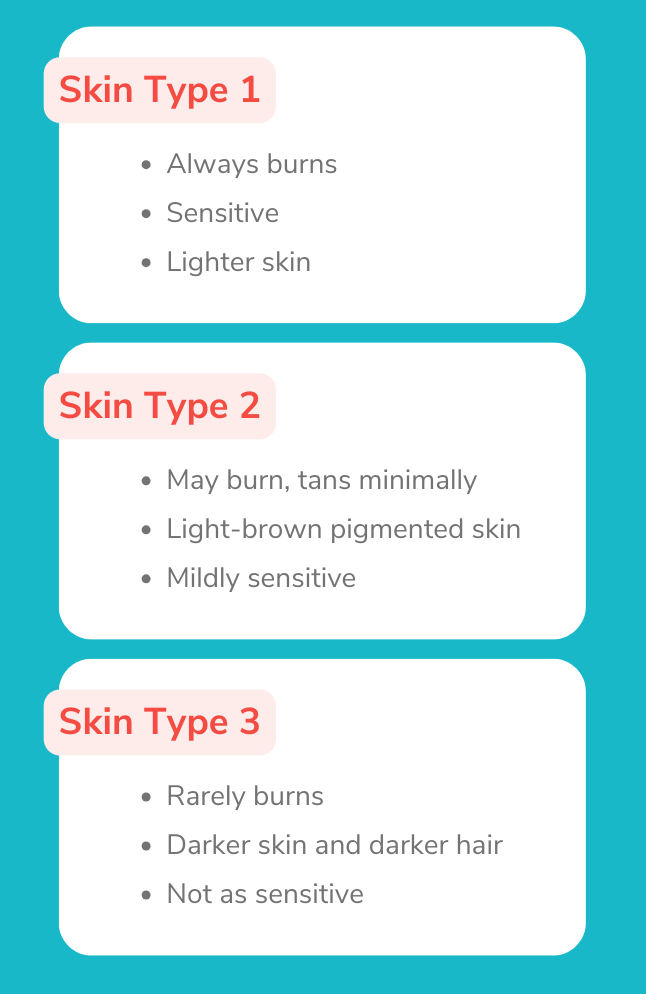 Skin Type 1
• Always burns
• Sensitive
• Lighter skin
Skin Type 2
• May burn, tans minimally
• Light-brown pigmented skin
• Mildly sensitive
Skin Type 3
• Rarely burns
• Darker skin and darker hair
• Not as sensitive